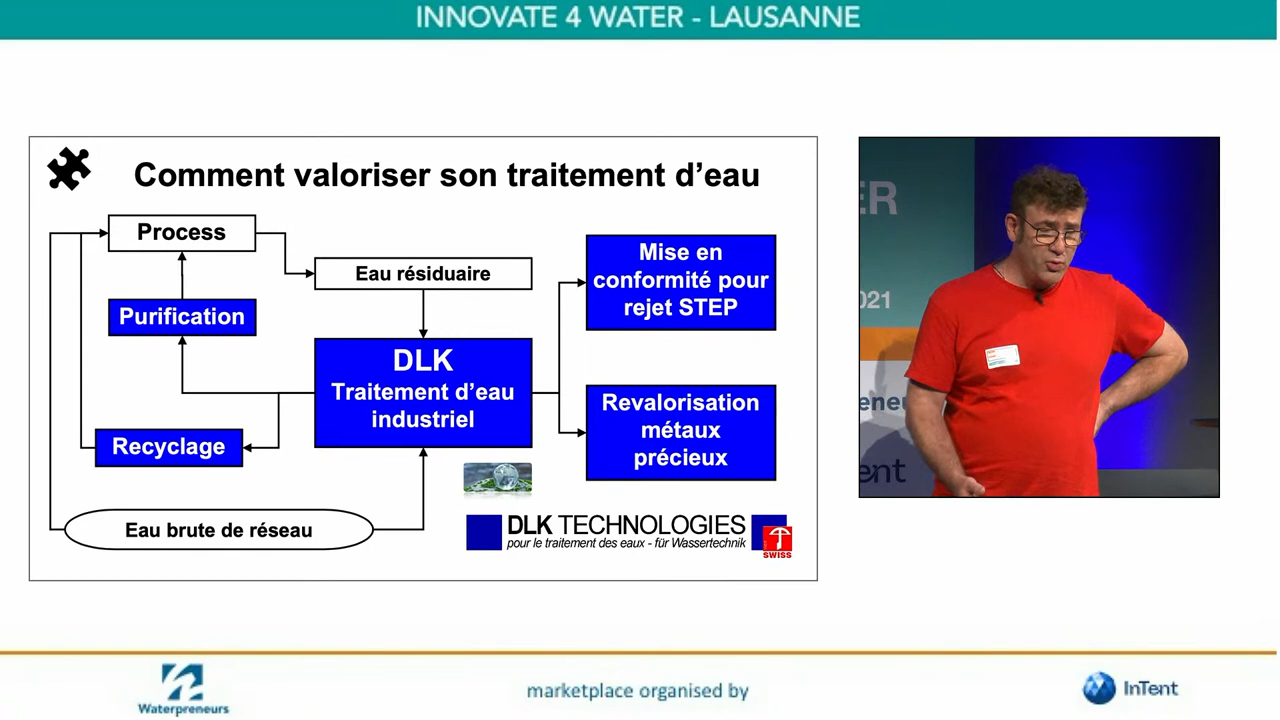 INNOVATE 4 WATER - LAUSANNE
Comment valoriser son traitement d'eau
Process
Eau résiduaire
Purification
DLK
Traitement d'eau
industriel
Recyclage
Eau brute de réseau
Mise en
conformité pour
rejet STEP
Revalorisation
métaux
précieux
DLK TECHNOLOGIES
pour le traitement des eaux - für Wassertechnik
SWISS
ER
021
eneu
ent
Waterpreneurs
marketplace organised by
InTent